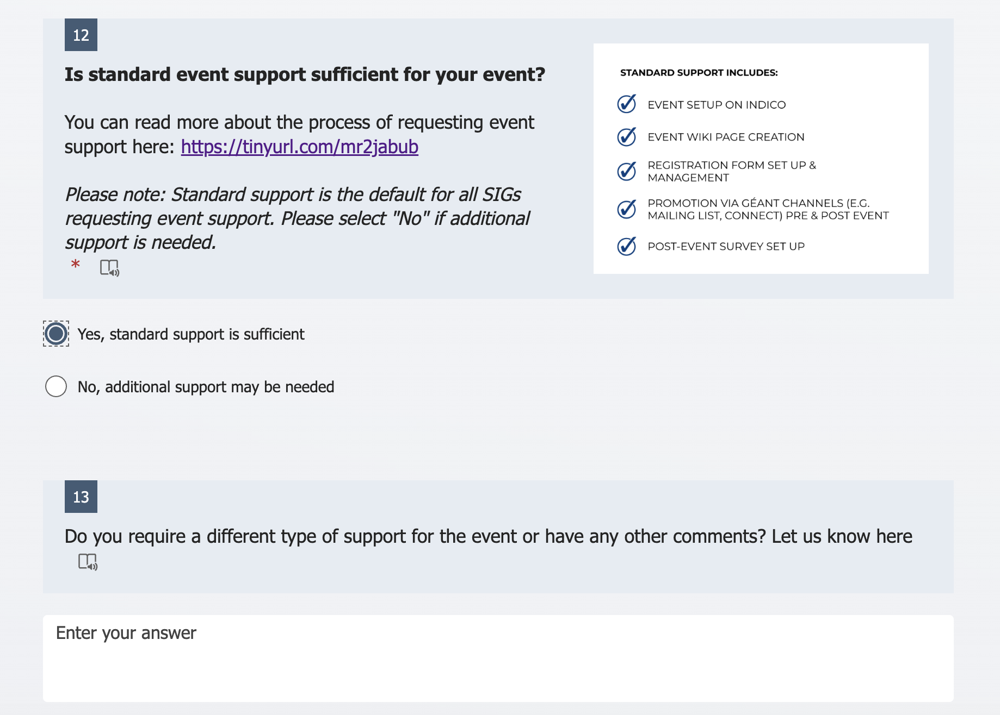 12
Is standard event support sufficient for your event?
You can read more about the process of requesting event
support here: https://tinyurl.com/mr2jabub
Please note: Standard support is the default for all SIGs
requesting event support. Please select "No" if additional
support is needed.
*
STANDARD SUPPORT INCLUDES:
EVENT SETUP ON INDICO
EVENT WIKI PAGE CREATION
REGISTRATION FORM SET UP &
MANAGEMENT
PROMOTION VIA GÉANT CHANNELS (E.G.
MAILING LIST, CONNECT) PRE & POST EVENT
POST-EVENT SURVEY SET UP
Yes, standard support is sufficient
No, additional support may be needed
13
Do you require a different type of support for the event or have any other comments? Let us know here
Enter your answer